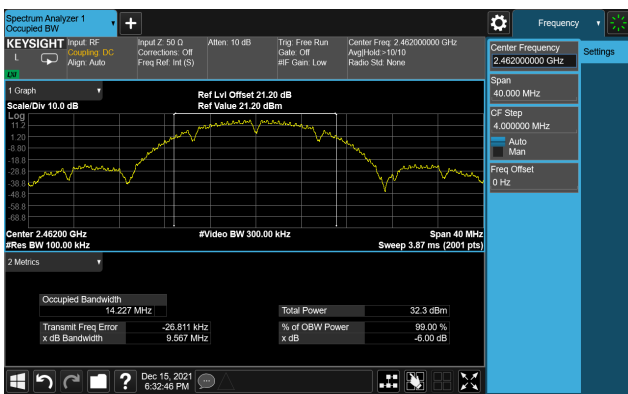 Spectrum Analyzer 1
Occupied BW
Frequency
KEYSIGHT
L
LXI
Input: RF
Coupling: DC
Align: Auto
Input Z: 50 Ω
Corrections: Off
Freq Ref: Int (S)
Atten: 10 dB
Trig: Free Run
Gate: Off
#IF Gain: Low
Center Freq: 2.462000000 GHz
Avg|Hold:>10/10
Radio Std: None
Center Frequency
2.462000000 GHz
Settings
Span
40.000 MHz
CF Step
4.000000 MHz
Auto
Man
Freq Offset
0 Hz
1 Graph
Scale/Div 10.0 dB
Ref Lvl Offset 21.20 dB
Ref Value 21.20 dBm
Log
11.2
1.20
-8.80
-18.8
-28.8
-38.8
-48.8
-58.8
-68.8
Center 2.46200 GHz
#Res BW 100.00 kHz
#Video BW 300.00 kHz
Span 40 MHz
Sweep 3.87 ms (2001 pts)
2 Metrics
Occupied Bandwidth
14.227 MHz
Total Power 32.3 dBm
Transmit Freq Error -26.811 kHz
% of OBW Power 99.00 %
x dB Bandwidth 9.567 MHz
x dB -6.00 dB
?
Dec 15, 2021
6:32:46 PM